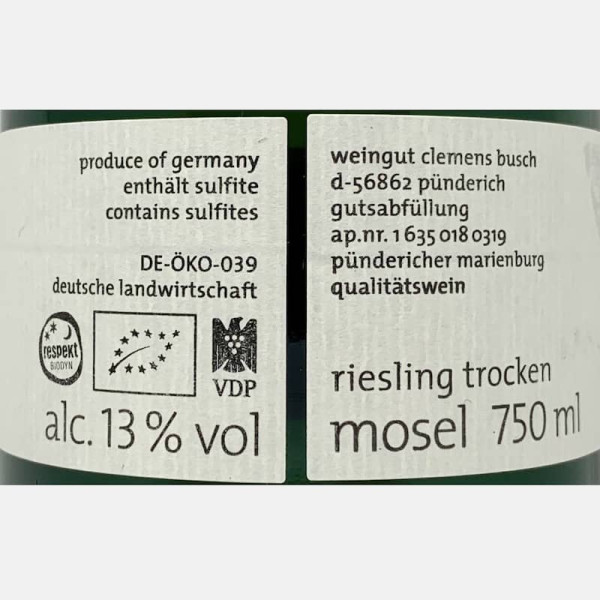 produce of germany
enthält sulfite
contains sulfites
DE-ÖKO-039
deutsche landwirtschaft
respekt
BIODYN
VDP
alc. 13 % vol
weingut clemens busch
d-56862 pünderich
gutsabfüllung
ap.nr. 1 635 018 0319
pündericher marienburg
qualitätswein
riesling trocken
mosel 750 ml